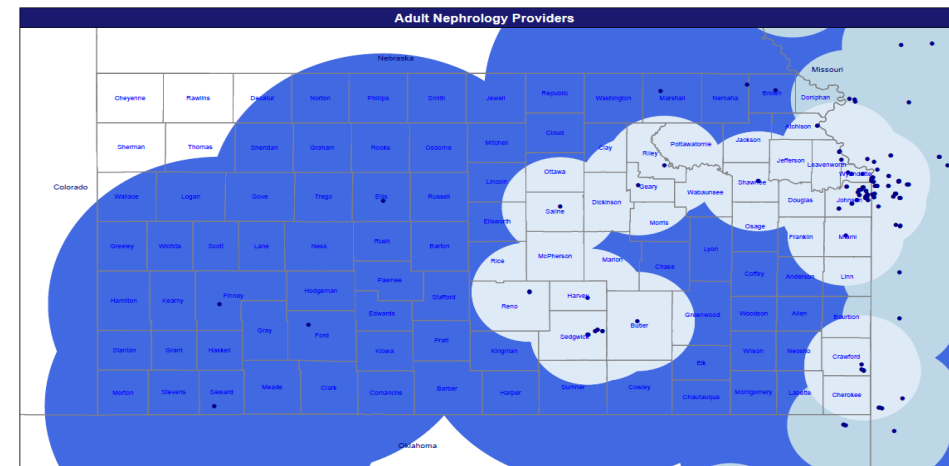 Adult Nephrology Providers
Nebraska
Missouri
Cheyenne Rawlins Decatur Norton Phillips Smith Jewell Republic Washington Marshall Nemaha Brown Doniphan
Atchison
Sherman Thomas Sheridan Graham Rooks Osborne Mitchell Cloud Clay Riley Pottawatomie Jackson Jefferson Leavenworth
Ottawa
Colorado
Wallace Logan Gove Trego Ellis Russell Lincoln Saline Dickinson Geary Wabaunsee Shawnee Douglas Johnson Wyandotte
Ellsworth Morris Osage Franklin Miami
Greeley Wichita Scott Lane Ness Rush Barton Rice McPherson Marion Chase Lyon Coffey Anderson Linn
Pawnee
Hamilton Kearny Finney Hodgeman Edwards Stafford Reno Harvey Greenwood Woodson Allen Bourbon
Gray Ford Sedgwick Butler
Stanton Grant Haskell Kiowa Pratt Kingman Elk Wilson Neosho Crawford
Morton Stevens Seward Meade Clark Comanche Barber Harper Sumner Cowley Chautauqua Montgomery Labette Cherokee
Oklahoma